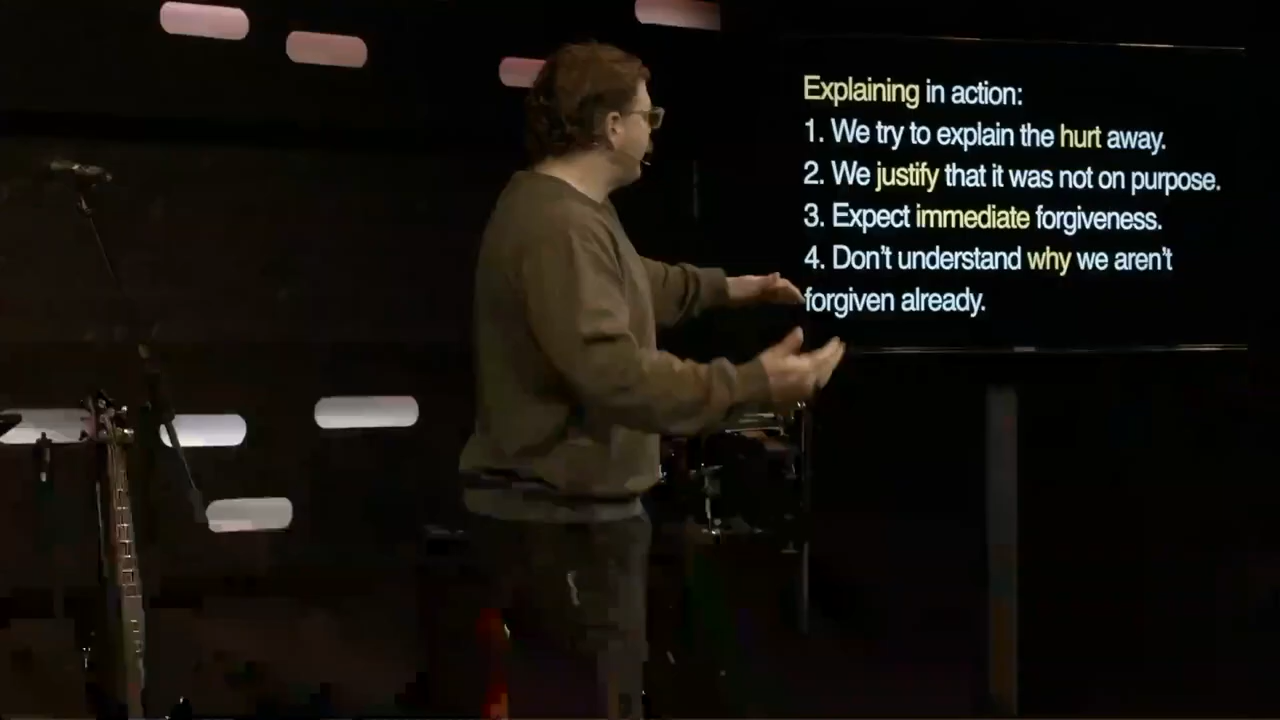 Explaining in action:
1. We try to explain the hurt away.
2. We justify that it was not on purpose.
3. Expect immediate forgiveness.
4. Don't understand why we aren't
forgiven already.